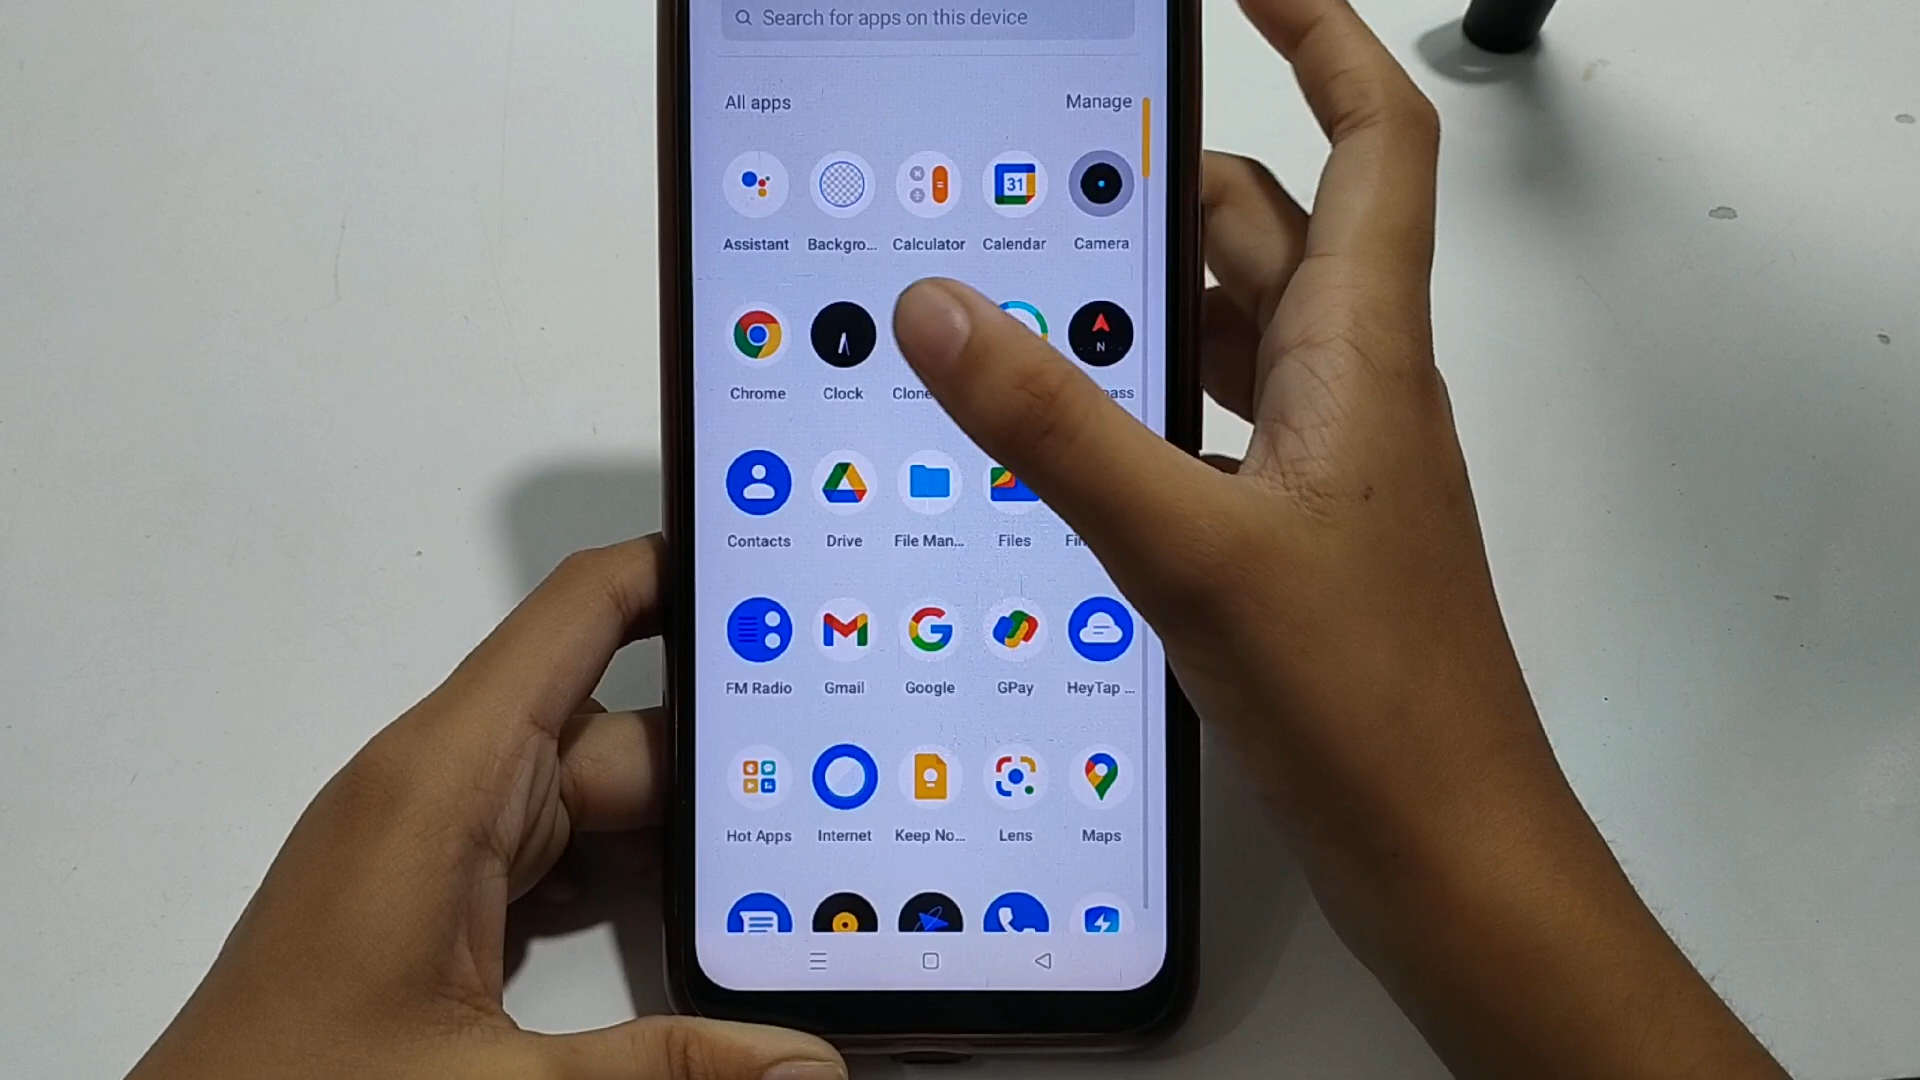 Search for apps on this device
All apps Manage
31
Assistant Backgro... Calculator Calendar Camera
N
Chrome Clock Clone
Contacts Drive File Man... Files
FM Radio Gmail Google GPay HeyTap ...
Hot Apps Internet Keep No... Lens Maps